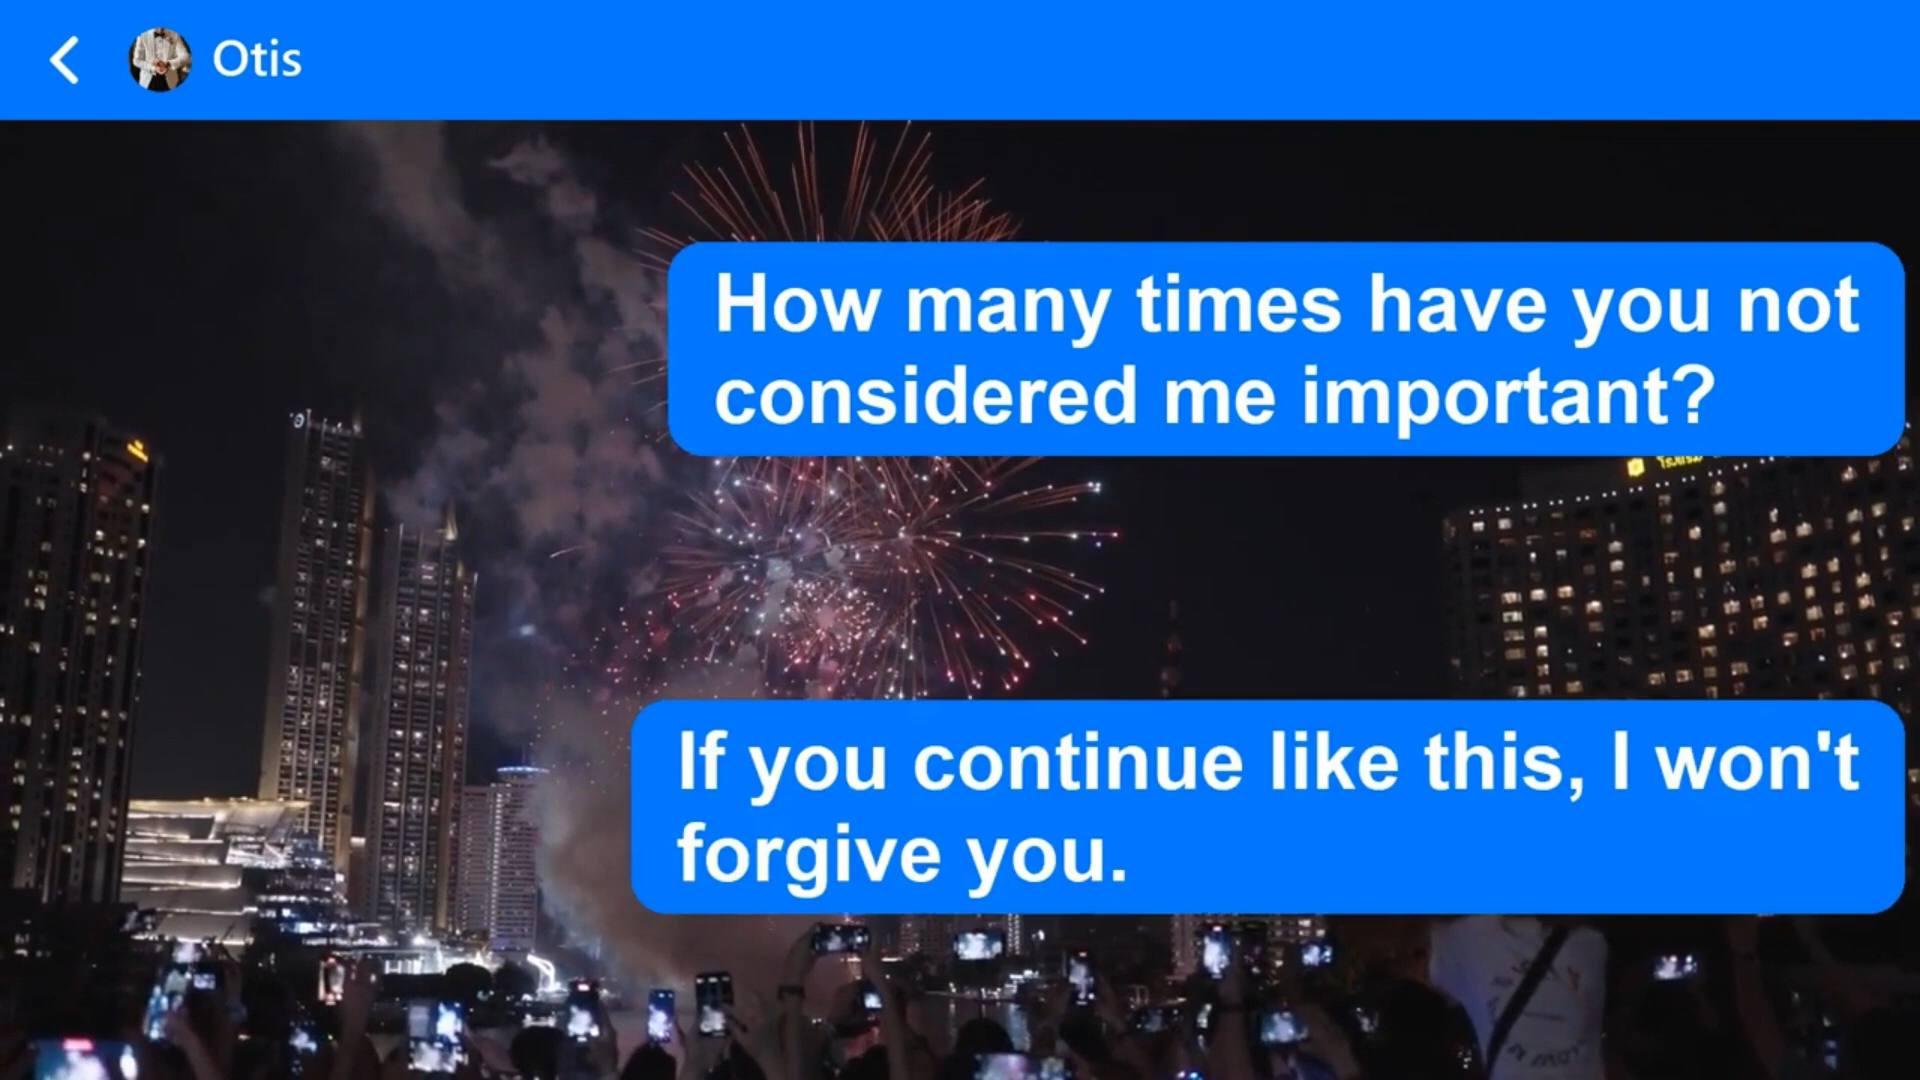 Otis
How many times have you not
considered me important?
If you continue like this, I won't
forgive you.